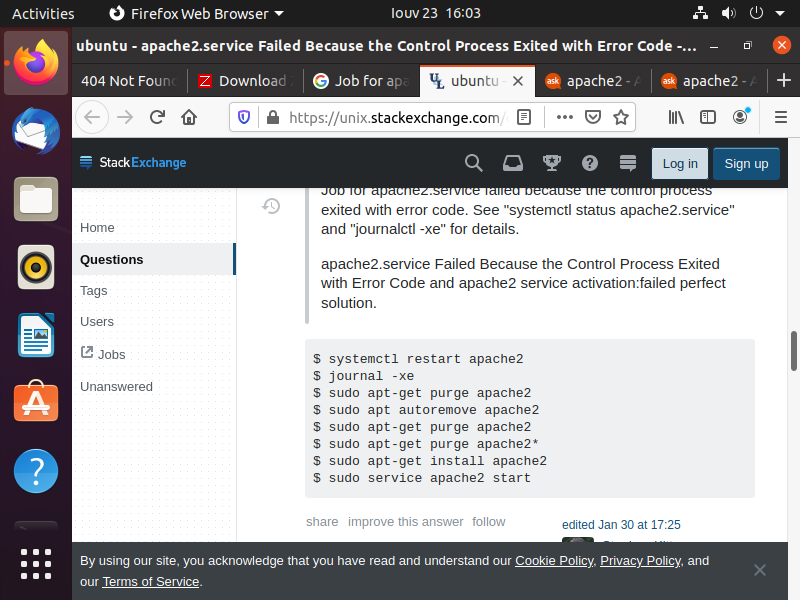 Activities
Firefox Web Browser
Ιουν 23 16:03
ubuntu - apache2.service Failed Because the Control Process Exited with Error Code -...
404 Not Foun
Download
Job for apa
ubuntu -
apache2 - A
apache2 - A
https://unix.stackexchange.com/
StackExchange
Log in
Sign up
Home
Questions
Tags
Users
Jobs
Unanswered
Job for apache2.service failed because the control process
exited with error code. See "systemctl status apache2.service"
and "journalctl -xe" for details.
apache2.service Failed Because the Control Process Exited
with Error Code and apache2 service activation:failed perfect
solution.
$ systemctl restart apache2
$ journal -xe
$ sudo apt-get purge apache2
$ sudo apt autoremove apache2
$ sudo apt-get purge apache2
$ sudo apt-get purge apache2*
$ sudo apt-get install apache2
$ sudo service apache2 start
share improve this answer follow
edited Jan 30 at 17:25
By using our site, you acknowledge that you have read and understand our Cookie Policy, Privacy Policy, and
our Terms of Service.